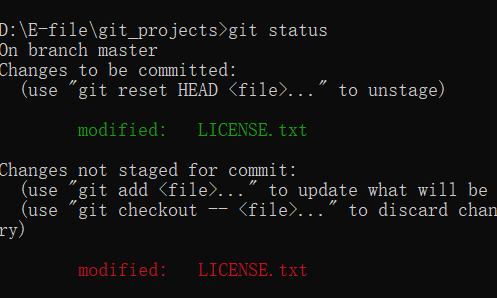 D:\E-file\git_projects>git status
On branch master
Changes to be committed:
  (use "git reset HEAD <file>..." to unstage)
        modified:   LICENSE.txt
Changes not staged for commit:
  (use "git add <file>..." to update what will be
  (use "git checkout -- <file>..." to discard chan
ry)
        modified:   LICENSE.txt